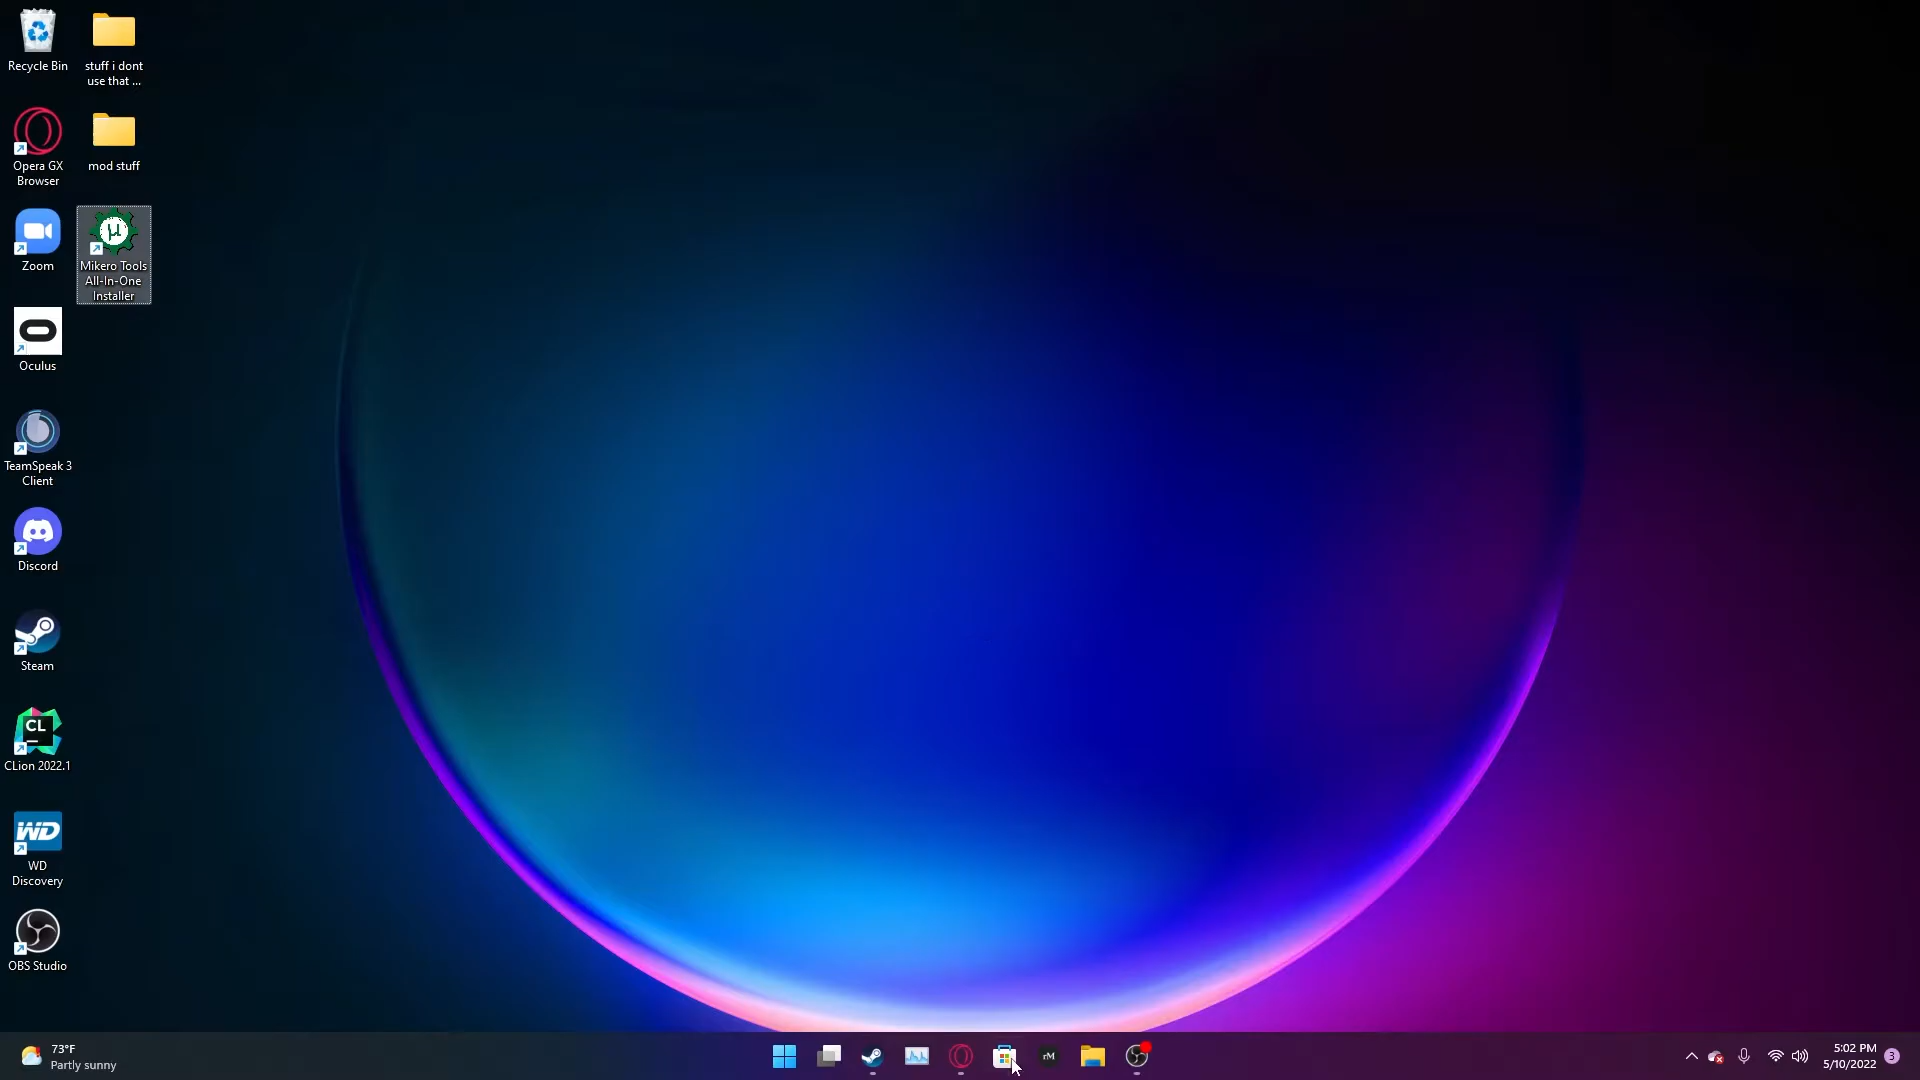 Recycle Bin
stuff i dont
use that ...
Opera GX
Browser
mod stuff
Zoom
µ
Mikero Tools
All-In-One
Installer
Oculus
TeamSpeak 3
Client
Discord
Steam
CL
CLion 2022.1
WD
WD
Discovery
OBS Studio
73°F
Partly sunny
rM
5:02 PM
5/10/2022
3